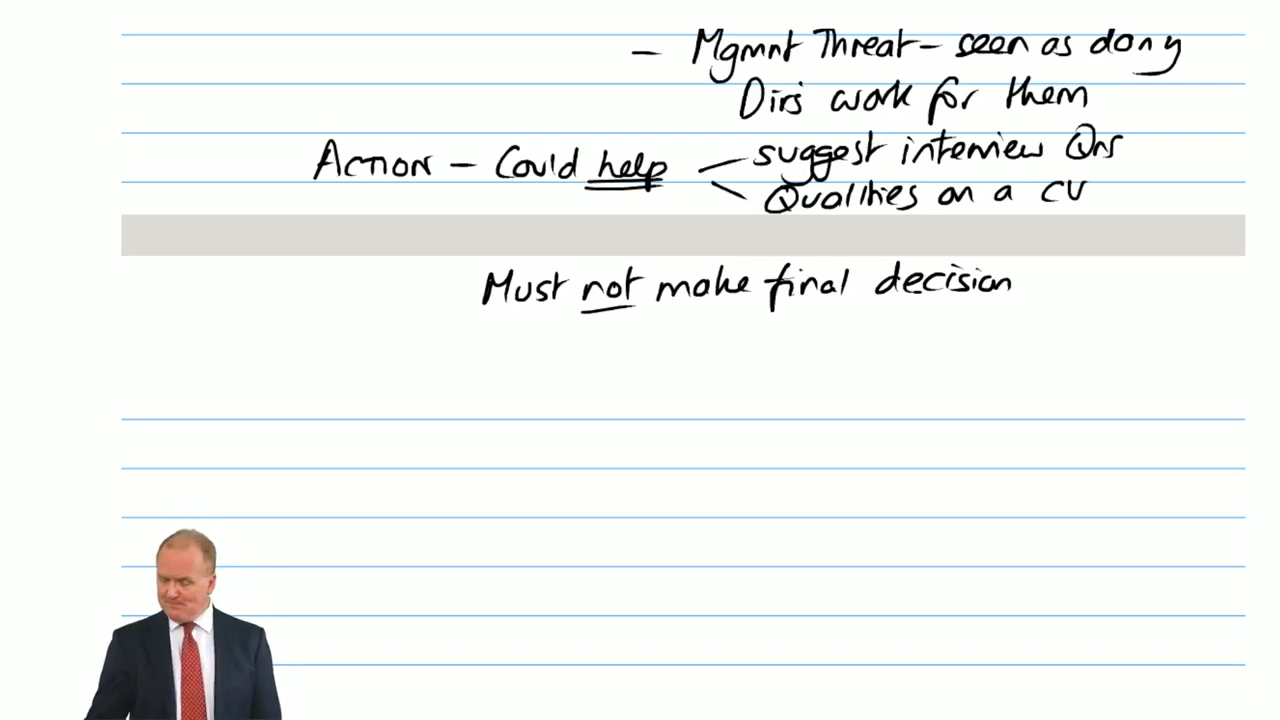 - Mgmnt Threat - seen as doing
Dirs work for them
Action - Could help
suggest interview Qns
Qualities on a CV
Must not make final decision